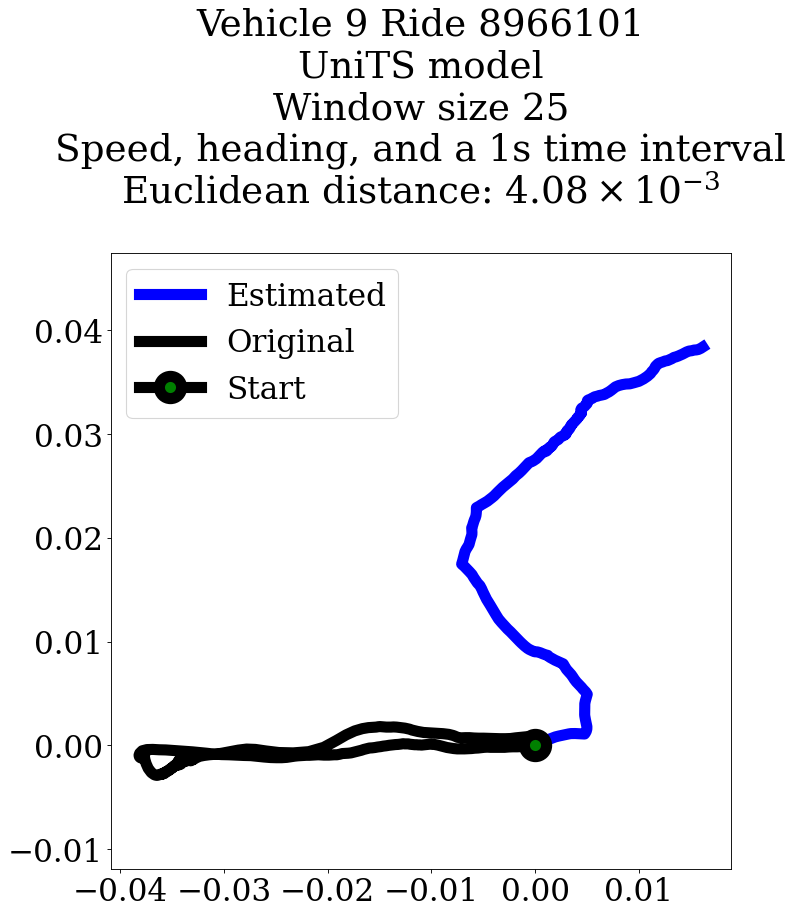 Vehicle 9 Ride 8966101
UniTS model
Window size 25
Speed, heading, and a 1s time interval
Euclidean distance: 4.08 × 10⁻³
Estimated
Original
Start
0.04
0.03
0.02
0.01
0.00
−0.01
−0.04 −0.03 −0.02 −0.01 0.00 0.01